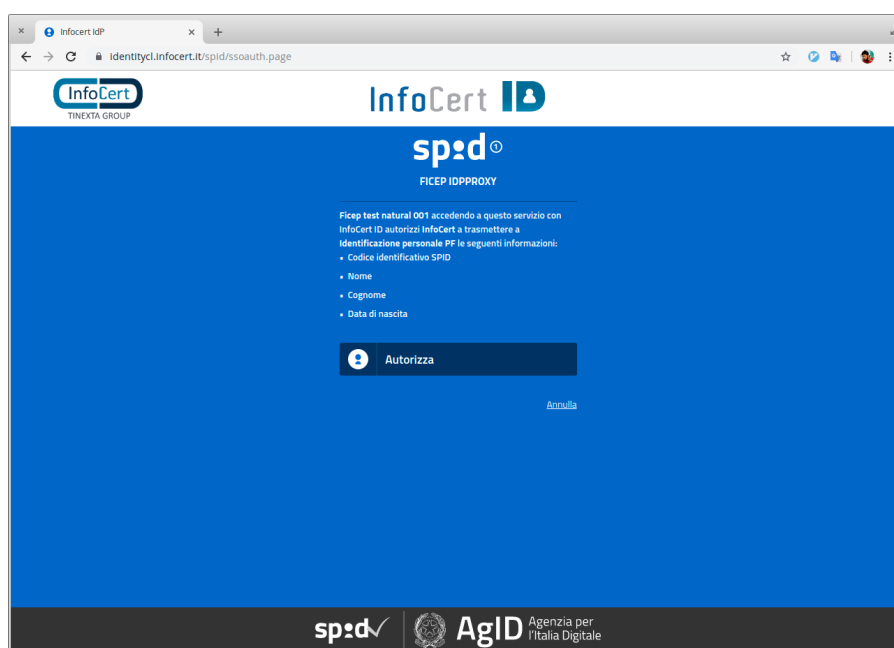 Infocert IdP
identitycl.infocert.it/spid/ssoauth.page
InfoCert
TINEXTA GROUP
InfoCert ID
spid 1
FICEP IDPPROXY
Ficep test natural 001 accedendo a questo servizio con
InfoCert ID autorizzi InfoCert a trasmettere a
Identificazione personale PF le seguenti informazioni:
• Codice identificativo SPID
• Nome
• Cognome
• Data di nascita
Autorizza
Annulla
spid
AgID
Agenzia per
l'Italia Digitale